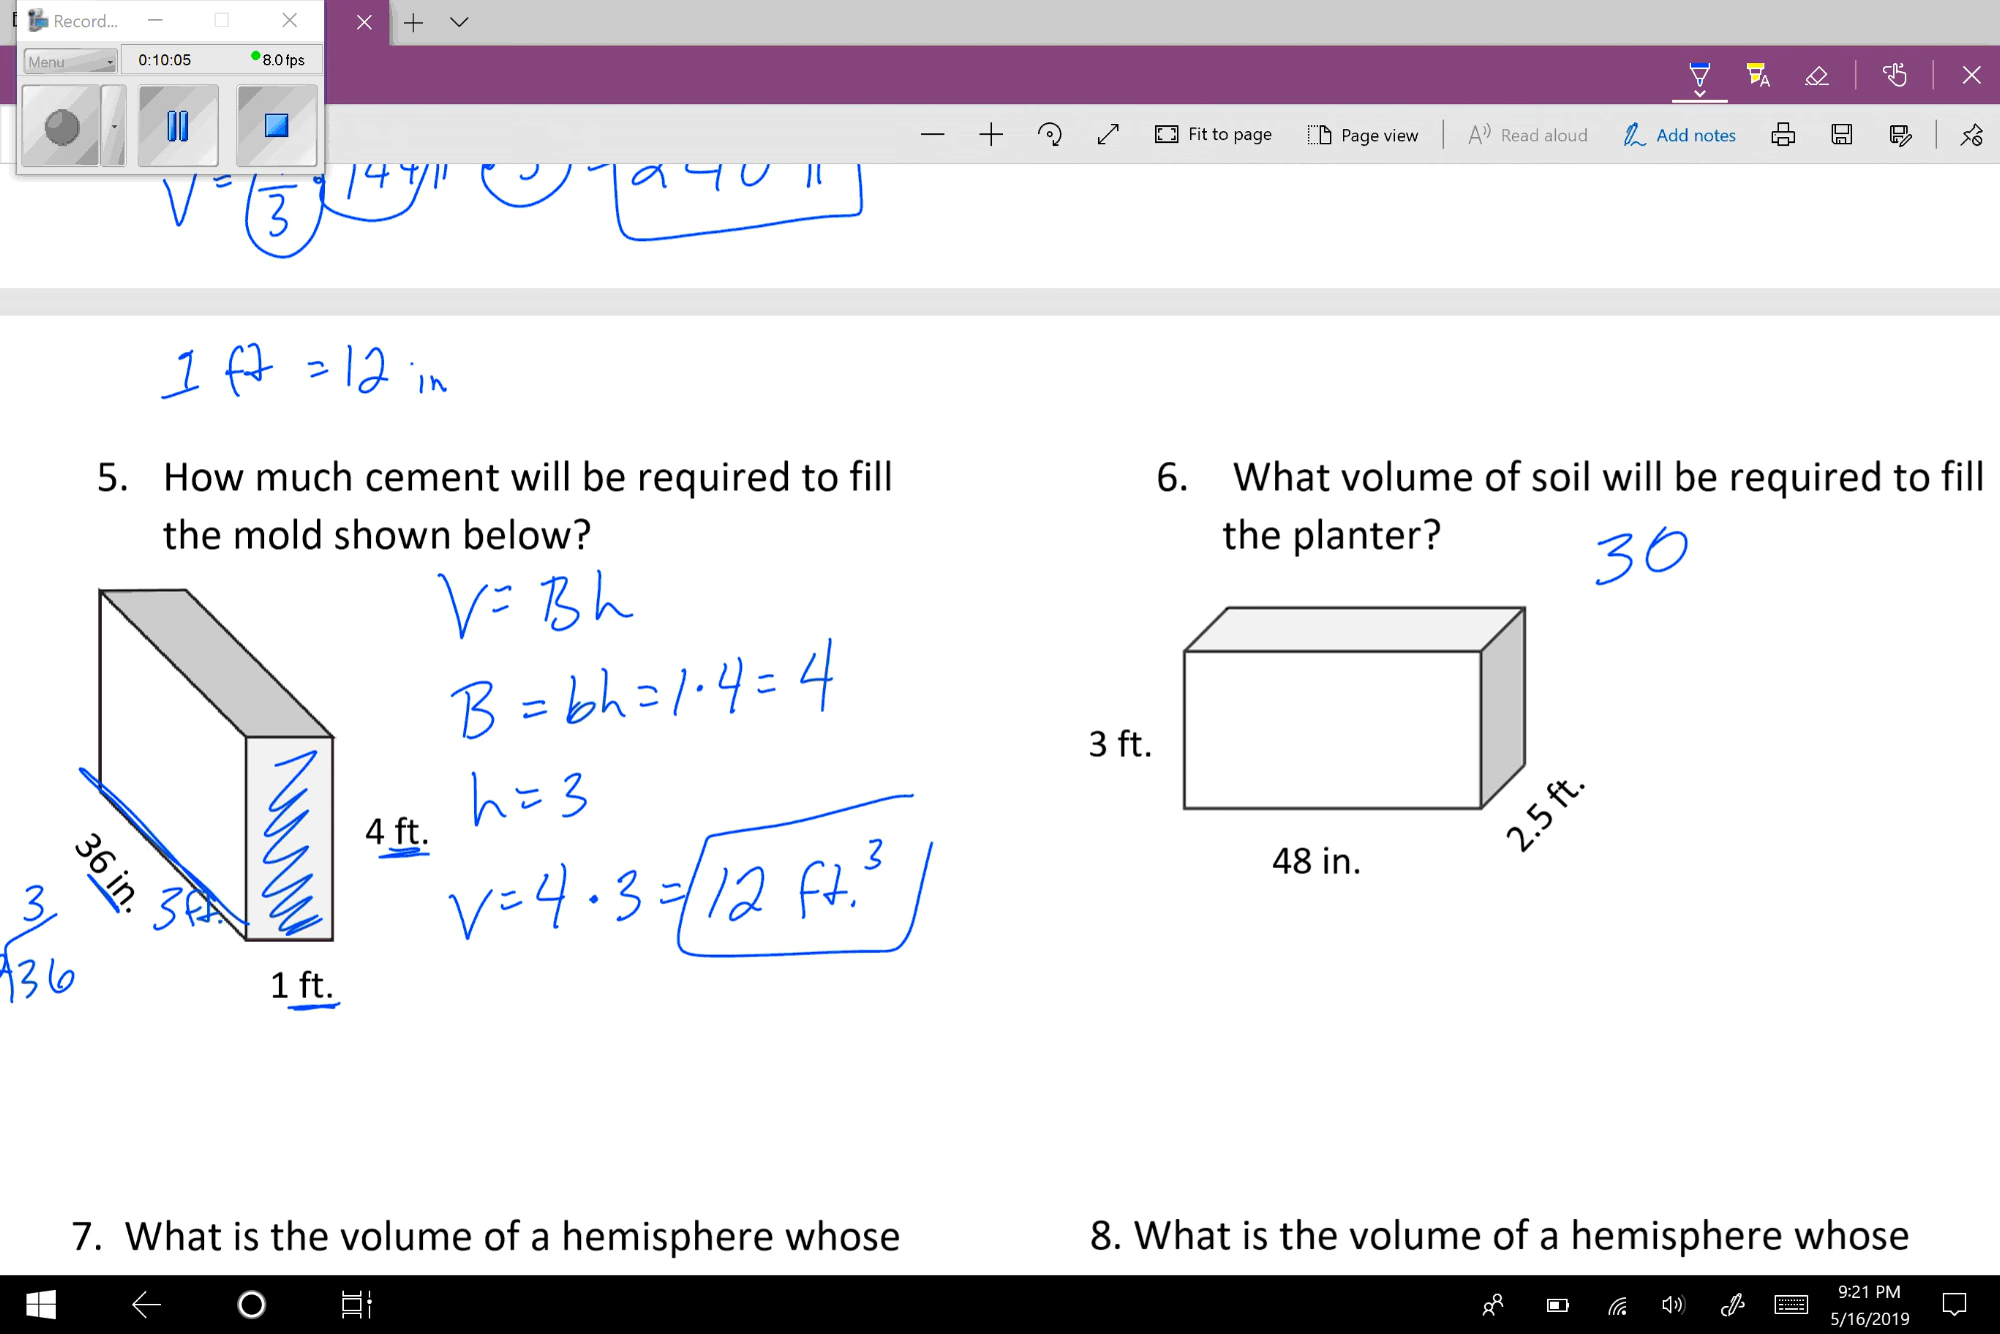 Record...
Menu 0:10:05 8.0 fps
Fit to page Page view Read aloud Add notes
V =
3
1 ft = 12 in
5. How much cement will be required to fill
the mold shown below?
V = Bh
B = bh = 1 · 4 = 4
h = 3
V = 4 · 3 = 12 ft.³
4 ft.
36 in.
3 ft.
3
36
1 ft.
6. What volume of soil will be required to fill
the planter?
30
3 ft.
2.5 ft.
48 in.
7. What is the volume of a hemisphere whose
8. What is the volume of a hemisphere whose
9:21 PM
5/16/2019